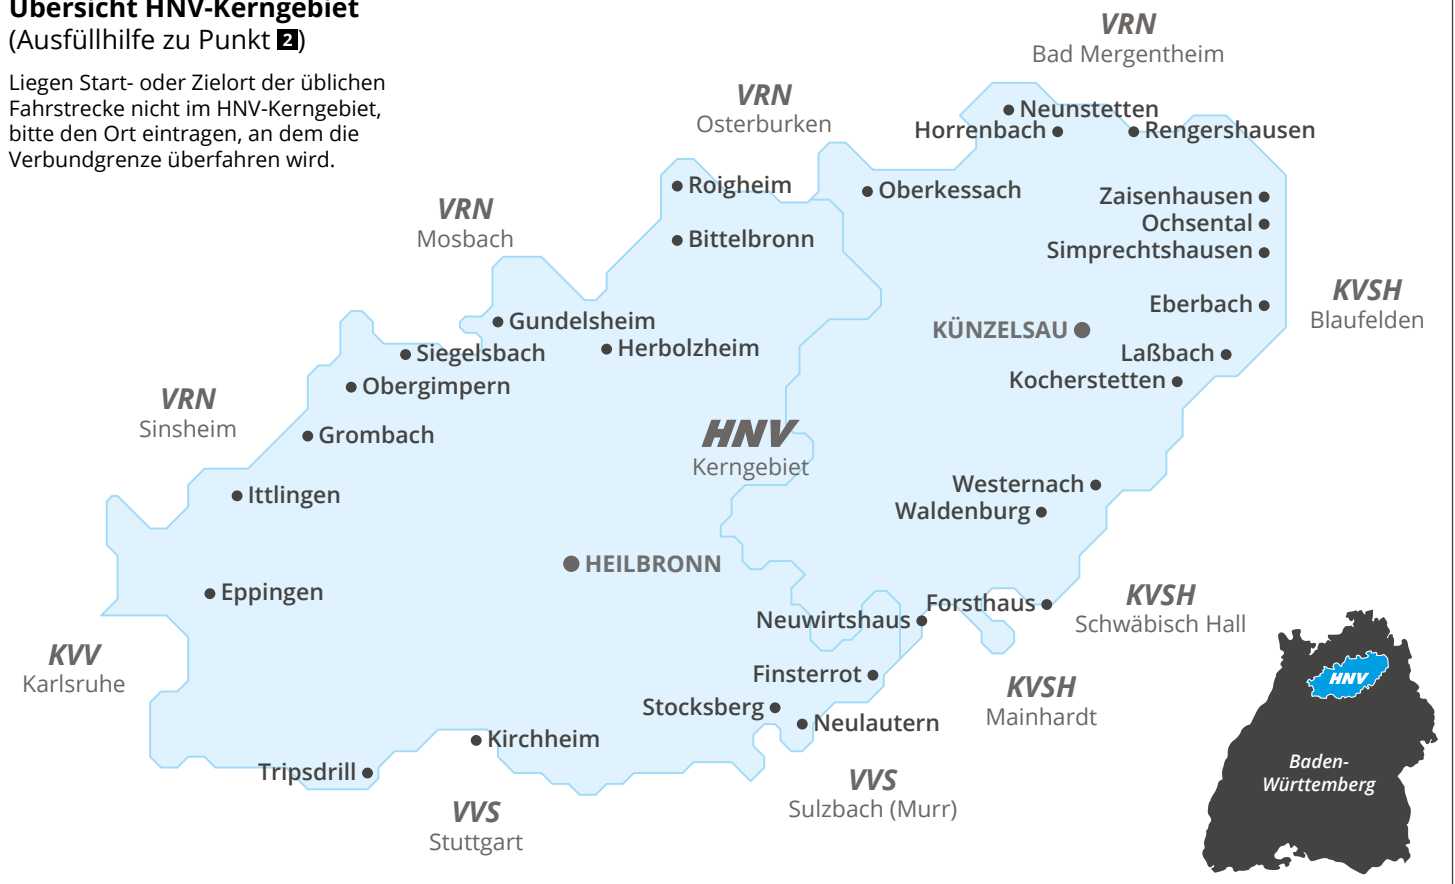 Übersicht HNV-Kerngebiet
(Ausfüllhilfe zu Punkt 2)
Liegen Start- oder Zielort der üblichen
Fahrstrecke nicht im HNV-Kerngebiet,
bitte den Ort eintragen, an dem die
Verbundgrenze überfahren wird.
VRN
Bad Mergentheim
VRN
Osterburken
Neunstetten
Horrenbach
Rengershausen
Roigheim
Oberkessach
Zaisenhausen
VRN
Mosbach
Ochsental
Bittelbronn
Simprechtshausen
KVSH
Blaufelden
Eberbach
Gundelsheim
KÜNZELSAU
Siegelsbach
Herbolzheim
Laßbach
Obergimpern
Kocherstetten
VRN
Sinsheim
Grombach
HNV
Kerngebiet
Ittlingen
Westernach
Waldenburg
HEILBRONN
Eppingen
Forsthaus
KVSH
Schwäbisch Hall
Neuwirtshaus
KVV
Karlsruhe
Finsterrot
KVSH
Mainhardt
HNV
Stocksberg
Neulautern
Kirchheim
Tripsdrill
Baden-
Württemberg
VVS
Sulzbach (Murr)
VVS
Stuttgart